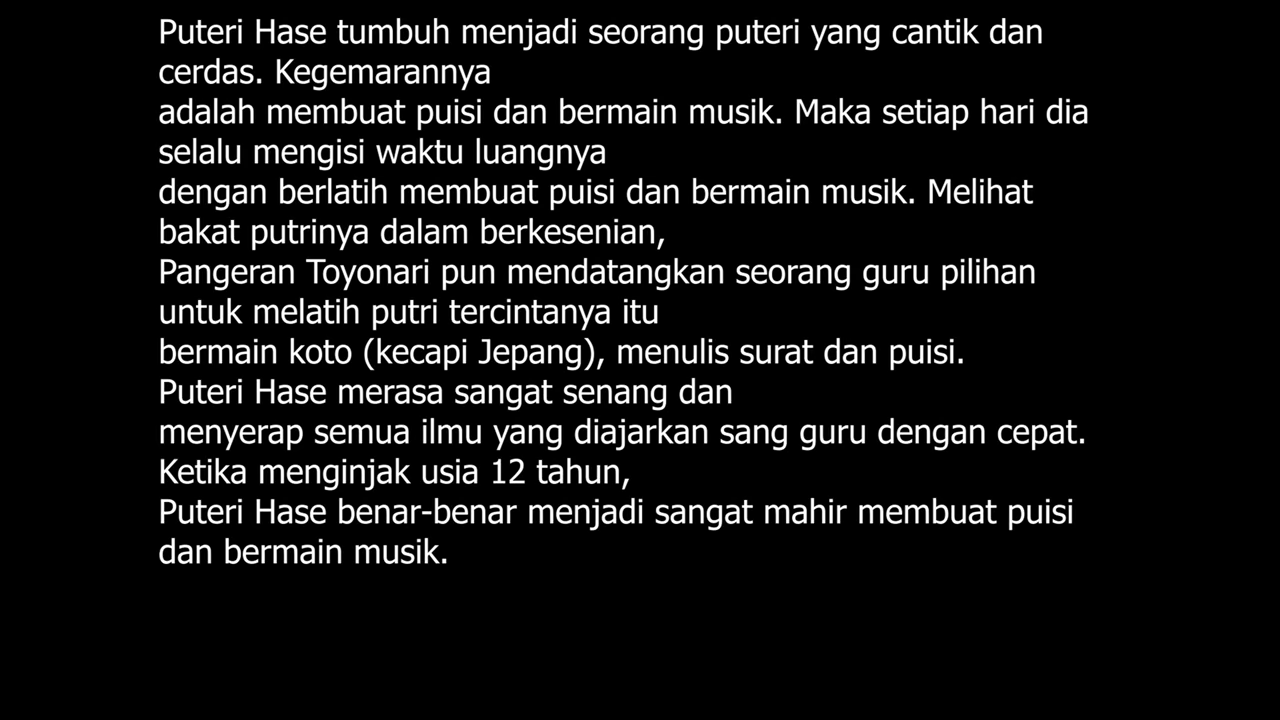 Puteri Hase tumbuh menjadi seorang puteri yang cantik dan
cerdas. Kegemarannya
adalah membuat puisi dan bermain musik. Maka setiap hari dia
selalu mengisi waktu luangnya
dengan berlatih membuat puisi dan bermain musik. Melihat
bakat putrinya dalam berkesenian,
Pangeran Toyonari pun mendatangkan seorang guru pilihan
untuk melatih putri tercintanya itu
bermain koto (kecapi Jepang), menulis surat dan puisi.
Puteri Hase merasa sangat senang dan
menyerap semua ilmu yang diajarkan sang guru dengan cepat.
Ketika menginjak usia 12 tahun,
Puteri Hase benar-benar menjadi sangat mahir membuat puisi
dan bermain musik.